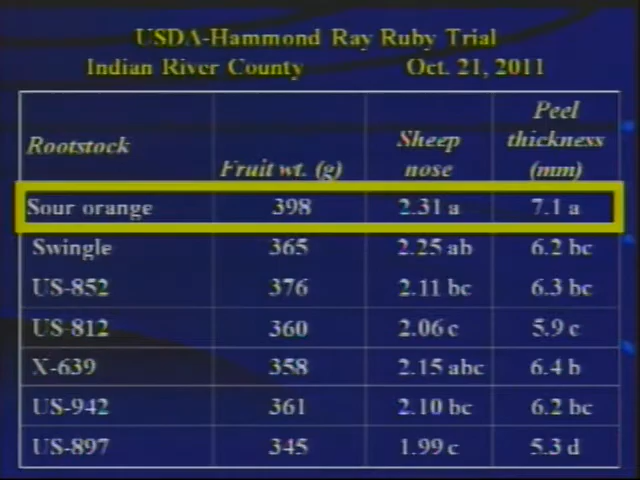 USDA-Hammond Ray Ruby Trial
Indian River County Oct. 21, 2011
Rootstock Fruit wt. (g) Sheep nose Peel thickness (mm)
Sour orange 398 2.31 a 7.1 a
Swingle 365 2.25 ab 6.2 bc
US-852 376 2.11 bc 6.3 bc
US-812 360 2.06 c 5.9 c
X-639 358 2.15 abc 6.4 b
US-942 361 2.10 bc 6.2 bc
US-897 345 1.99 c 5.3 d